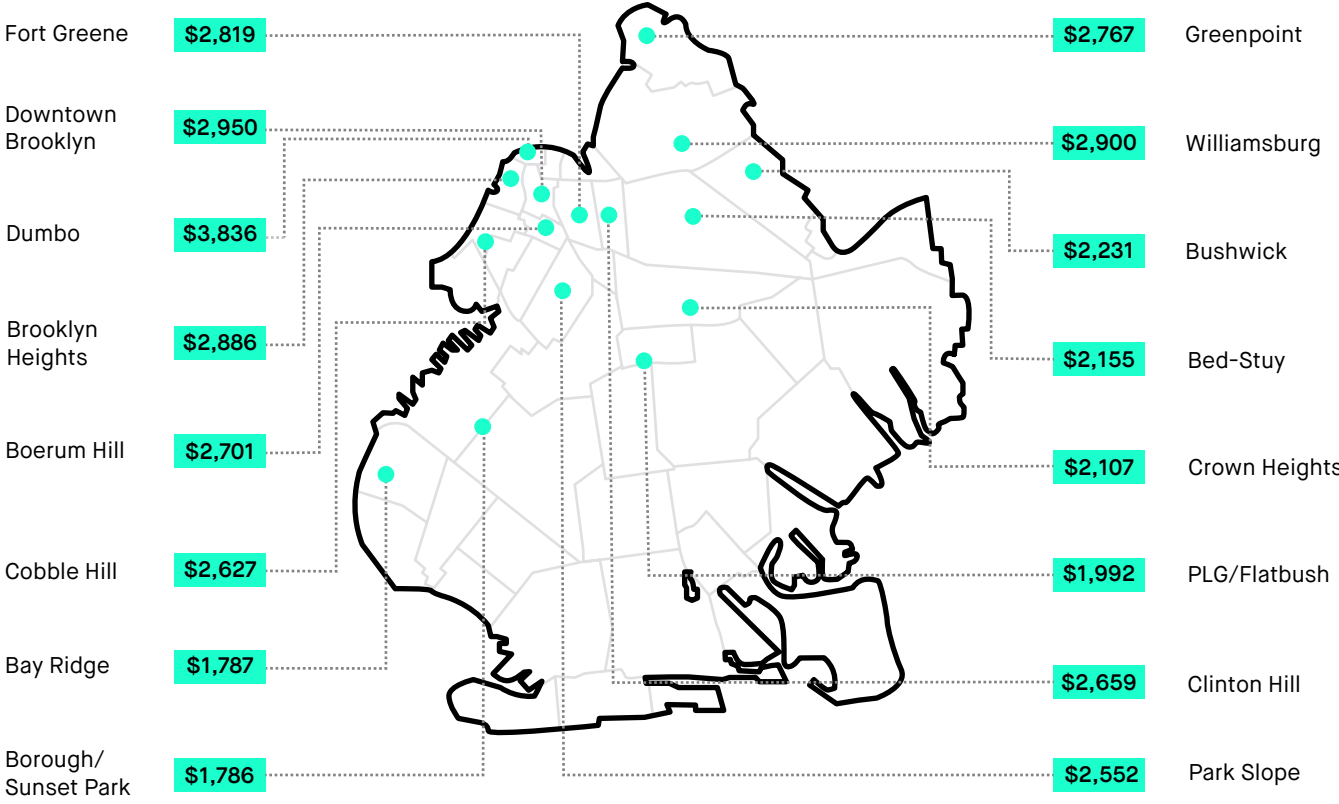 Fort Greene $2,819
Downtown
Brooklyn
$2,950
Dumbo $3,836
Brooklyn
Heights
$2,886
Boerum Hill $2,701
Cobble Hill $2,627
Bay Ridge $1,787
Borough/
Sunset Park
$1,786
$2,767 Greenpoint
$2,900 Williamsburg
$2,231 Bushwick
$2,155 Bed-Stuy
$2,107 Crown Heights
$1,992 PLG/Flatbush
$2,659 Clinton Hill
$2,552 Park Slope